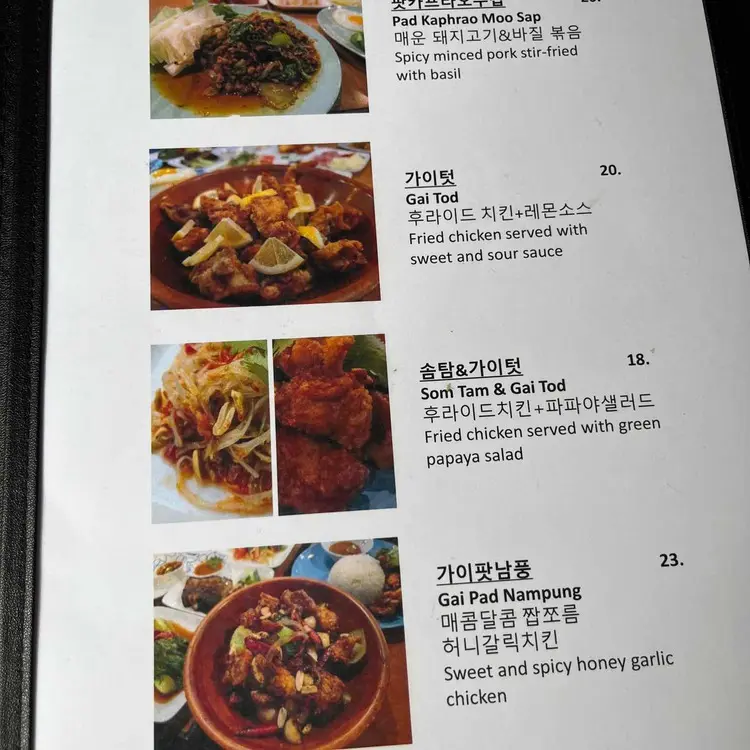 Pad Kaphrao Moo Sap
매운 돼지고기&바질 볶음
Spicy minced pork stir-fried
with basil
가이텃 20.
Gai Tod
후라이드 치킨+레몬소스
Fried chicken served with
sweet and sour sauce
솜탐&가이텃 18.
Som Tam & Gai Tod
후라이드치킨+파파야샐러드
Fried chicken served with green
papaya salad
가이팟남풍 23.
Gai Pad Nampung
매콤달콤 짭쪼름
허니갈릭치킨
Sweet and spicy honey garlic
chicken